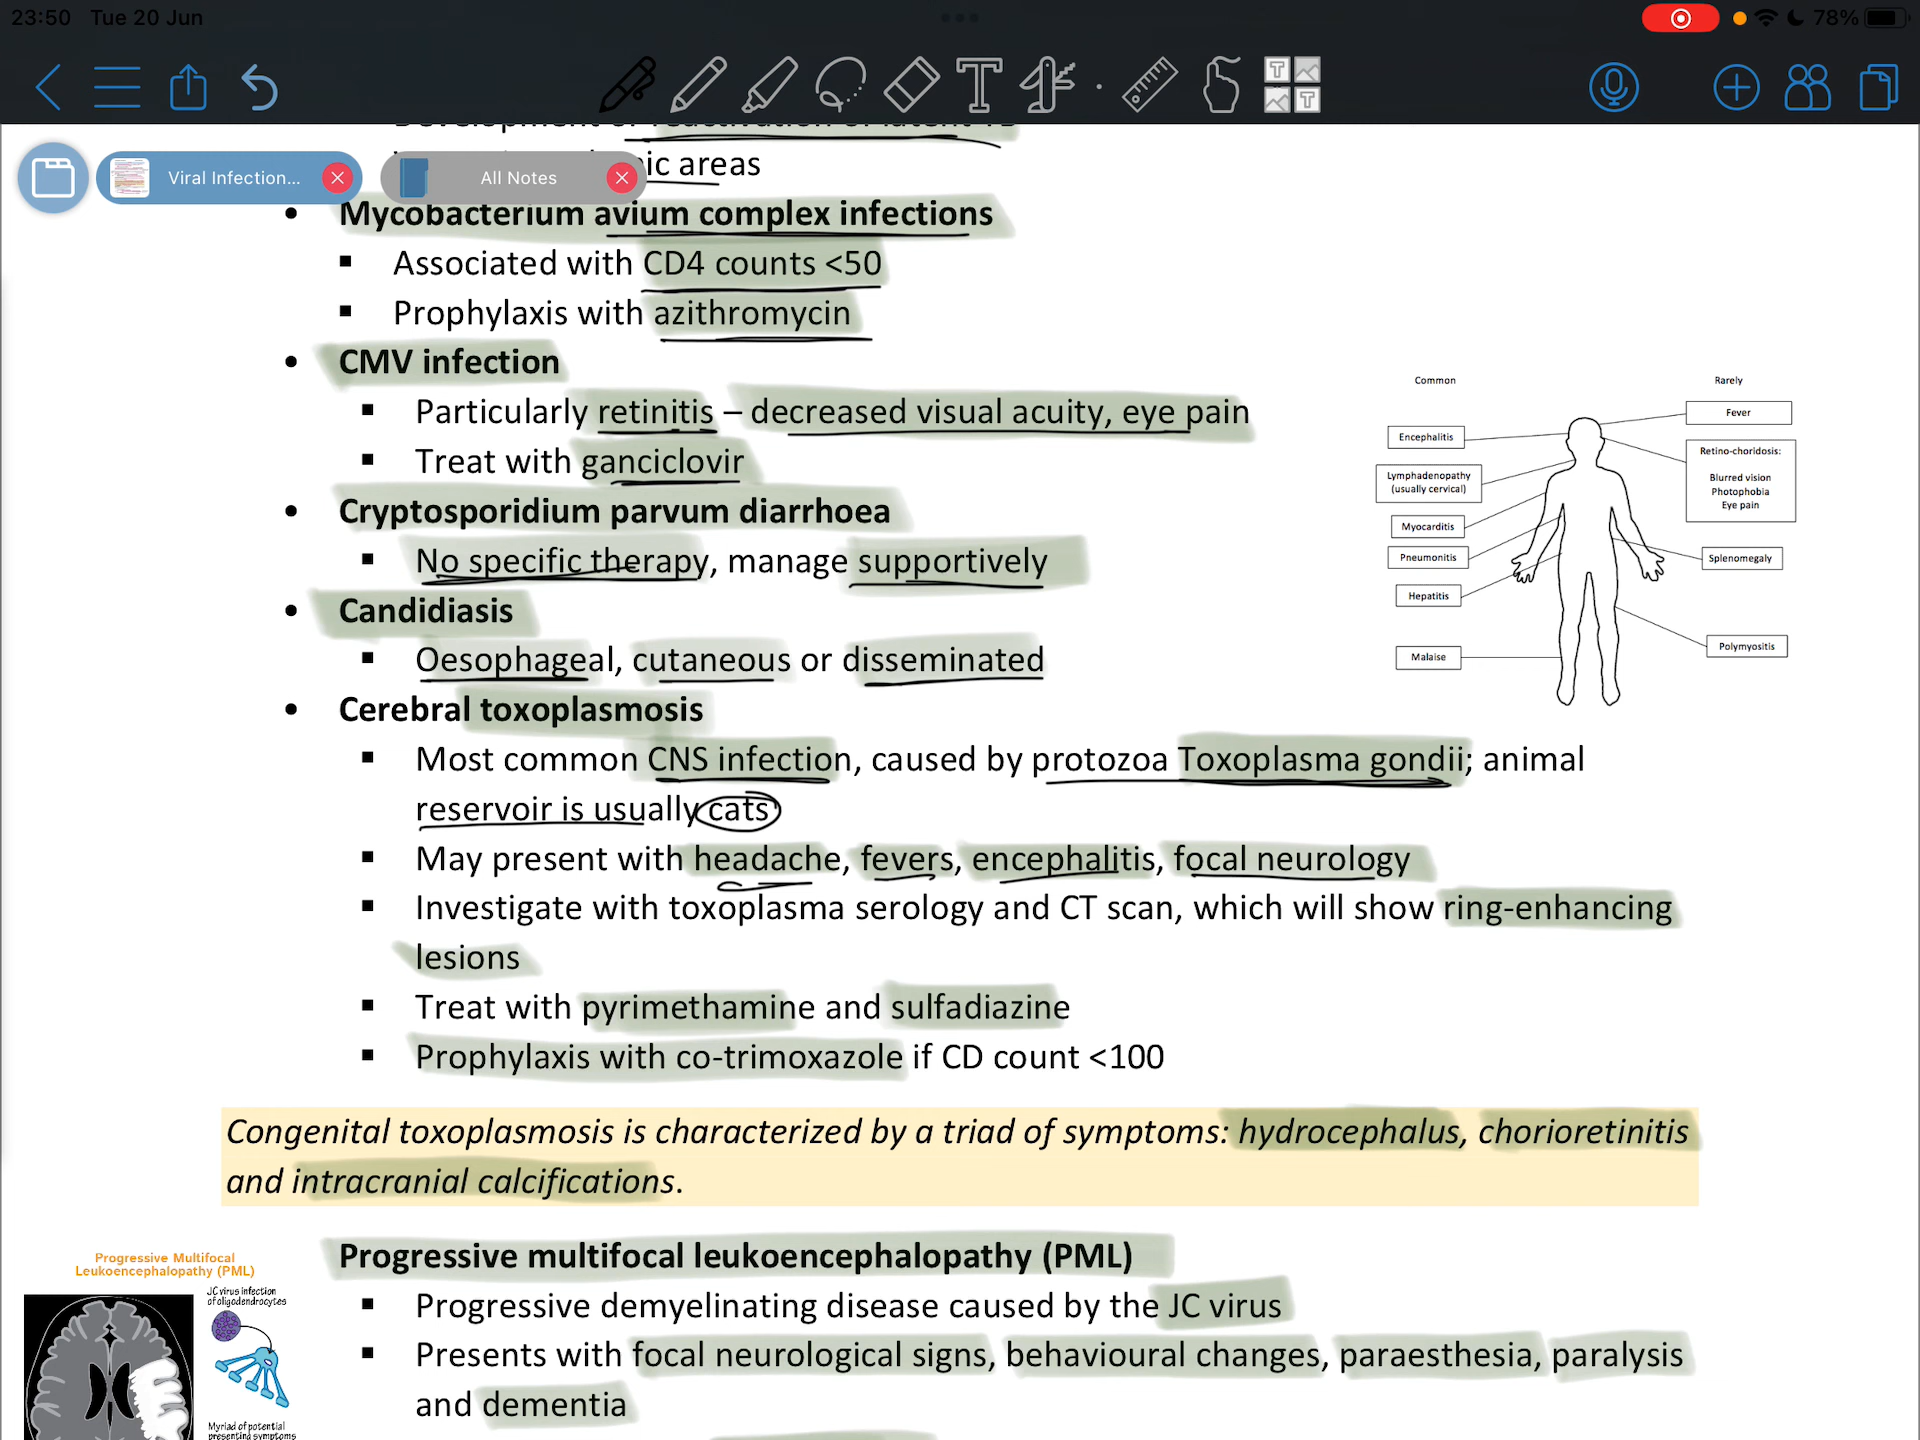 23:50 Tue 20 Jun
78%
Viral Infection...
All Notes
ic areas
• Mycobacterium avium complex infections
▪ Associated with CD4 counts <50
▪ Prophylaxis with azithromycin
• CMV infection
▪ Particularly retinitis – decreased visual acuity, eye pain
▪ Treat with ganciclovir
• Cryptosporidium parvum diarrhoea
▪ No specific therapy, manage supportively
• Candidiasis
▪ Oesophageal, cutaneous or disseminated
• Cerebral toxoplasmosis
▪ Most common CNS infection, caused by protozoa Toxoplasma gondii; animal
reservoir is usually cats
▪ May present with headache, fevers, encephalitis, focal neurology
▪ Investigate with toxoplasma serology and CT scan, which will show ring-enhancing
lesions
▪ Treat with pyrimethamine and sulfadiazine
▪ Prophylaxis with co-trimoxazole if CD count <100
Common
Encephalitis
Lymphadenopathy
(usually cervical)
Myocarditis
Pneumonitis
Hepatitis
Malaise
Rarely
Fever
Retino-choridosis:
Blurred vision
Photophobia
Eye pain
Splenomegaly
Polymyositis
Congenital toxoplasmosis is characterized by a triad of symptoms: hydrocephalus, chorioretinitis
and intracranial calcifications.
Progressive multifocal leukoencephalopathy (PML)
▪ Progressive demyelinating disease caused by the JC virus
▪ Presents with focal neurological signs, behavioural changes, paraesthesia, paralysis
and dementia
Progressive Multifocal
Leukoencephalopathy (PML)
JC virus infection
of oligodendrocytes
Myriad of potential
presenting symptoms